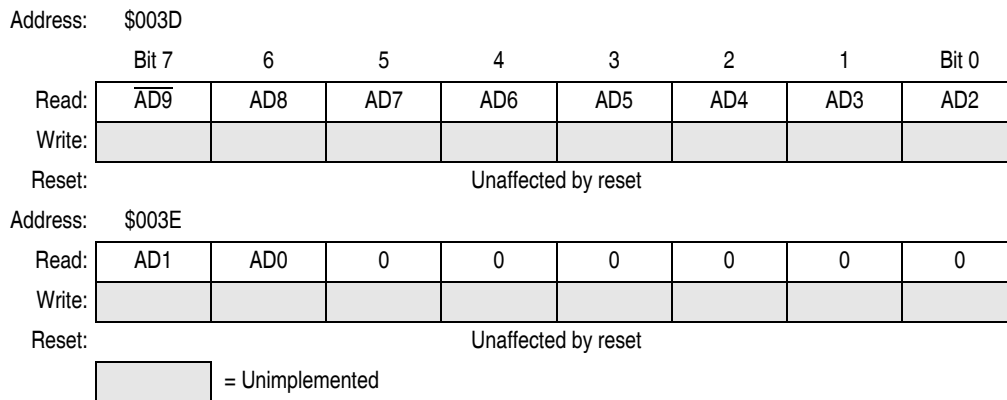 Address: $003D
Bit 7 6 5 4 3 2 1 Bit 0
Read: A̅D̅9̅ AD8 AD7 AD6 AD5 AD4 AD3 AD2
Write:
Reset: Unaffected by reset
Address: $003E
Read: AD1 AD0 0 0 0 0 0 0
Write:
Reset: Unaffected by reset
= Unimplemented